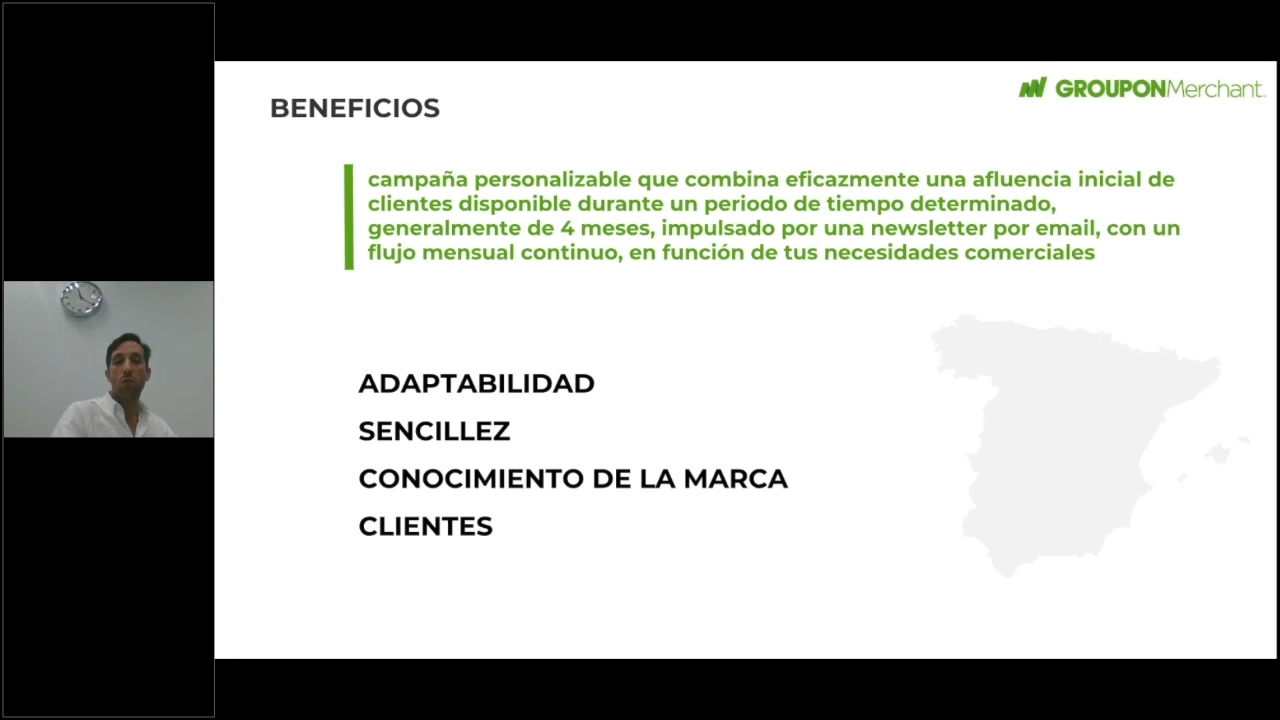 BENEFICIOS
GROUPONMerchant
campaña personalizable que combina eficazmente una afluencia inicial de
clientes disponible durante un periodo de tiempo determinado,
generalmente de 4 meses, impulsado por una newsletter por email, con un
flujo mensual continuo, en función de tus necesidades comerciales
ADAPTABILIDAD
SENCILLEZ
CONOCIMIENTO DE LA MARCA
CLIENTES